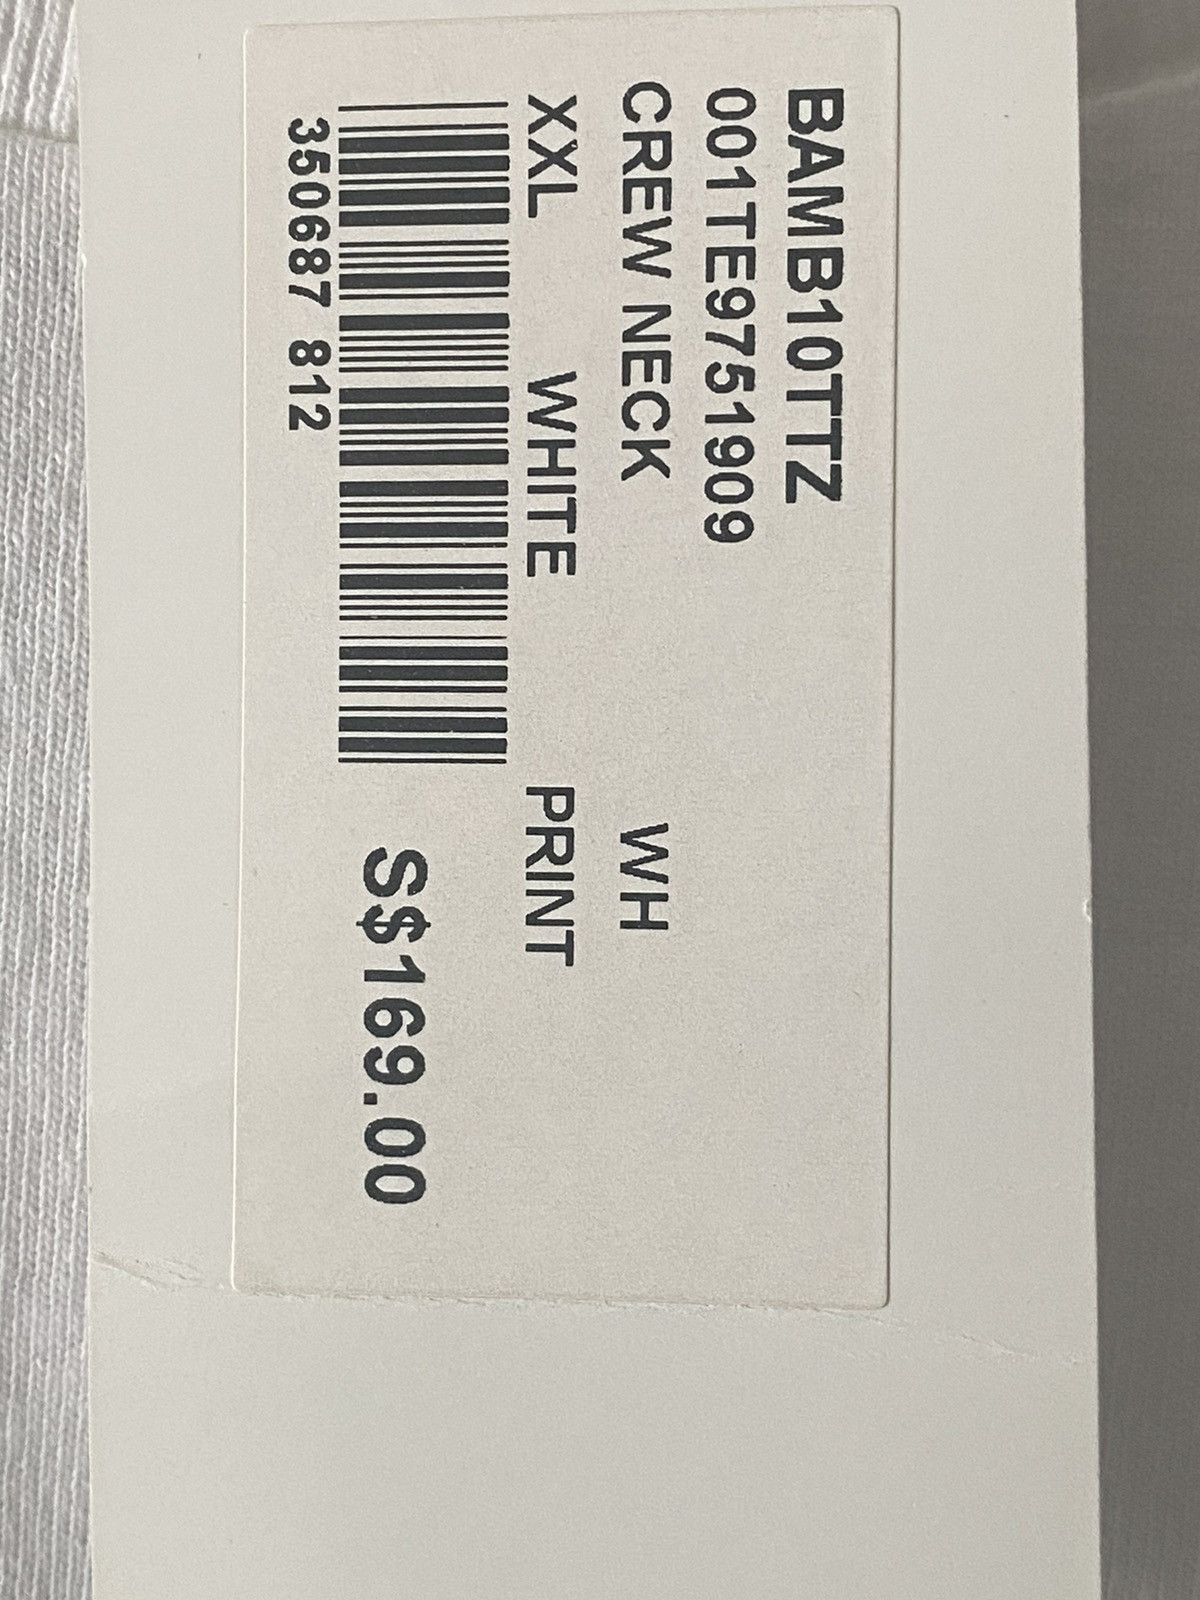 BAMB10TTZ
001TE9751909
CREW NECK WH
XXL WHITE PRINT
350687 812
S$169.00